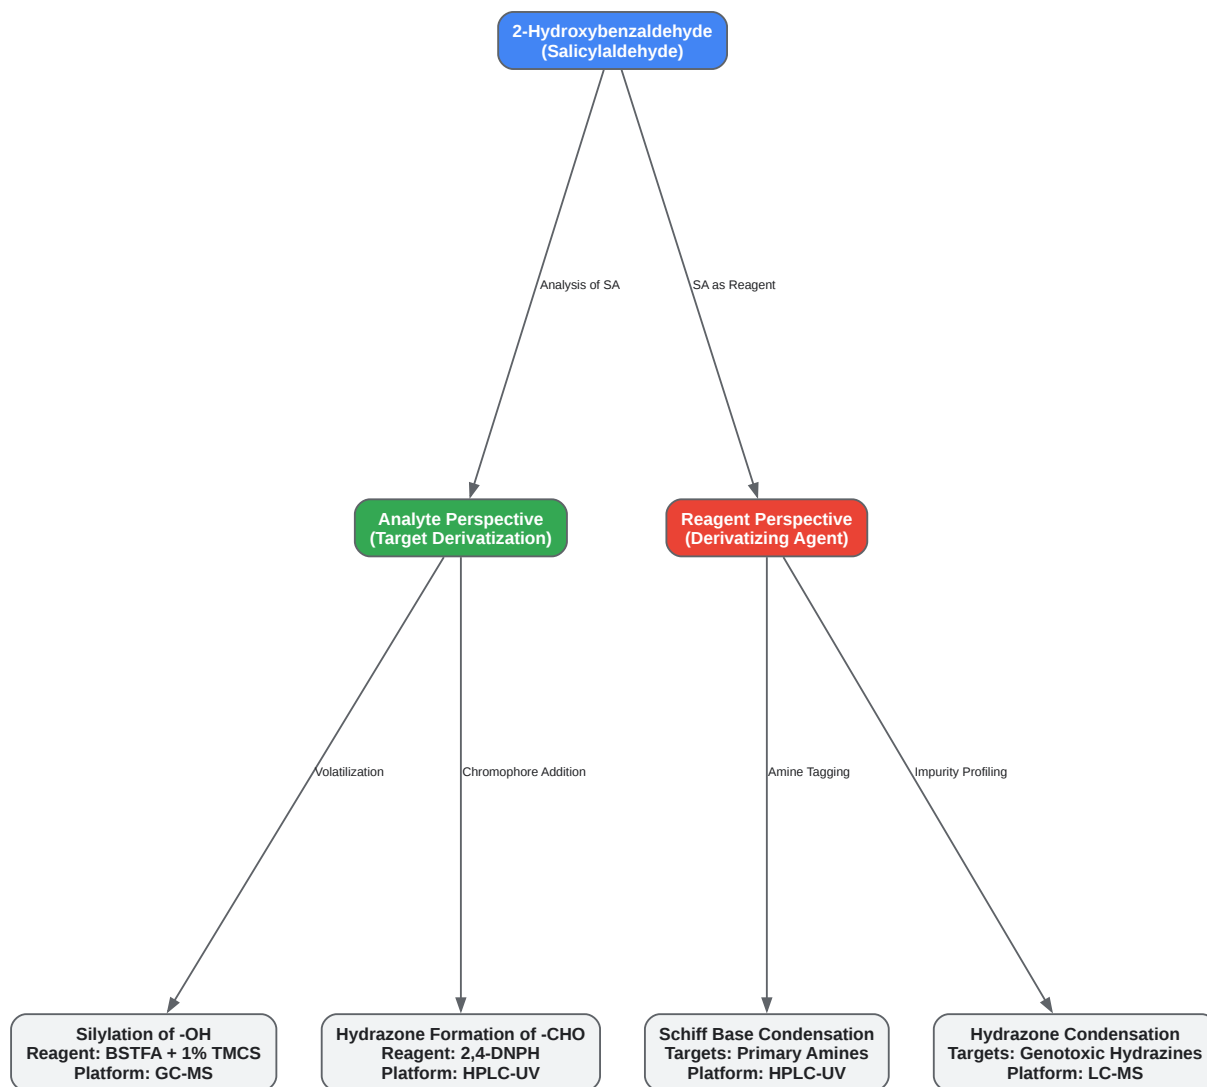 2-Hydroxybenzaldehyde
(Salicylaldehyde)
Analysis of SA
SA as Reagent
Analyte Perspective
(Target Derivatization)
Reagent Perspective
(Derivatizing Agent)
Volatilization
Chromophore Addition
Amine Tagging
Impurity Profiling
Silylation of -OH
Reagent: BSTFA + 1% TMCS
Platform: GC-MS
Hydrazone Formation of -CHO
Reagent: 2,4-DNPH
Platform: HPLC-UV
Schiff Base Condensation
Targets: Primary Amines
Platform: HPLC-UV
Hydrazone Condensation
Targets: Genotoxic Hydrazines
Platform: LC-MS